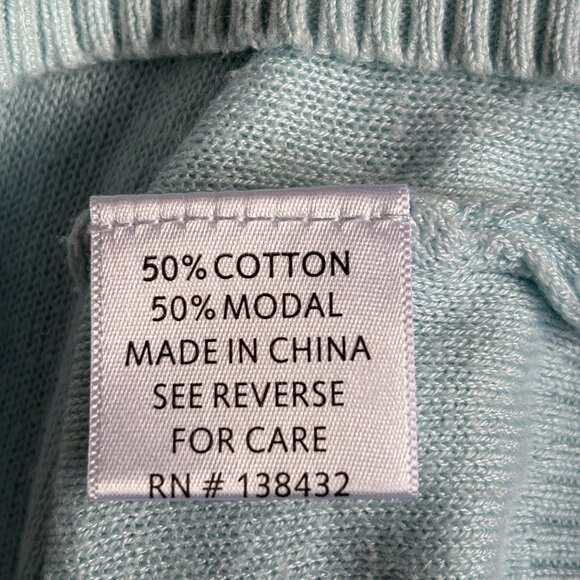 50% COTTON
50% MODAL
MADE IN CHINA
SEE REVERSE
FOR CARE
RN # 138432